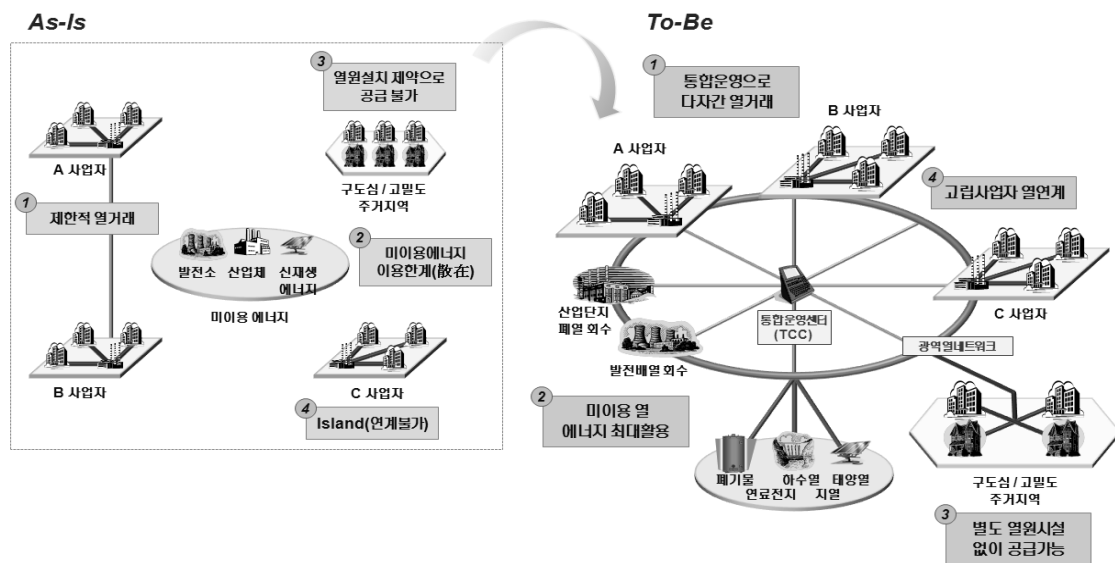 As-Is
3
열원설치 제약으로
공급 불가
A 사업자
구도심 / 고밀도
주거지역
1
제한적 열거래
발전소 산업체 신재생
에너지
미이용 에너지
2
미이용에너지
이용한계(散在)
B 사업자
C 사업자
4
Island(연계불가)
To-Be
1
통합운영으로
다자간 열거래
B 사업자
A 사업자
4
고립사업자 열연계
C 사업자
산업단지
폐열 회수
통합운영센터
(TCC)
광역열네트워크
발전배열 회수
2
미이용 열
에너지 최대활용
폐기물 하수열 태양열
연료전지 지열
구도심 / 고밀도
주거지역
3
별도 열원시설
없이 공급가능